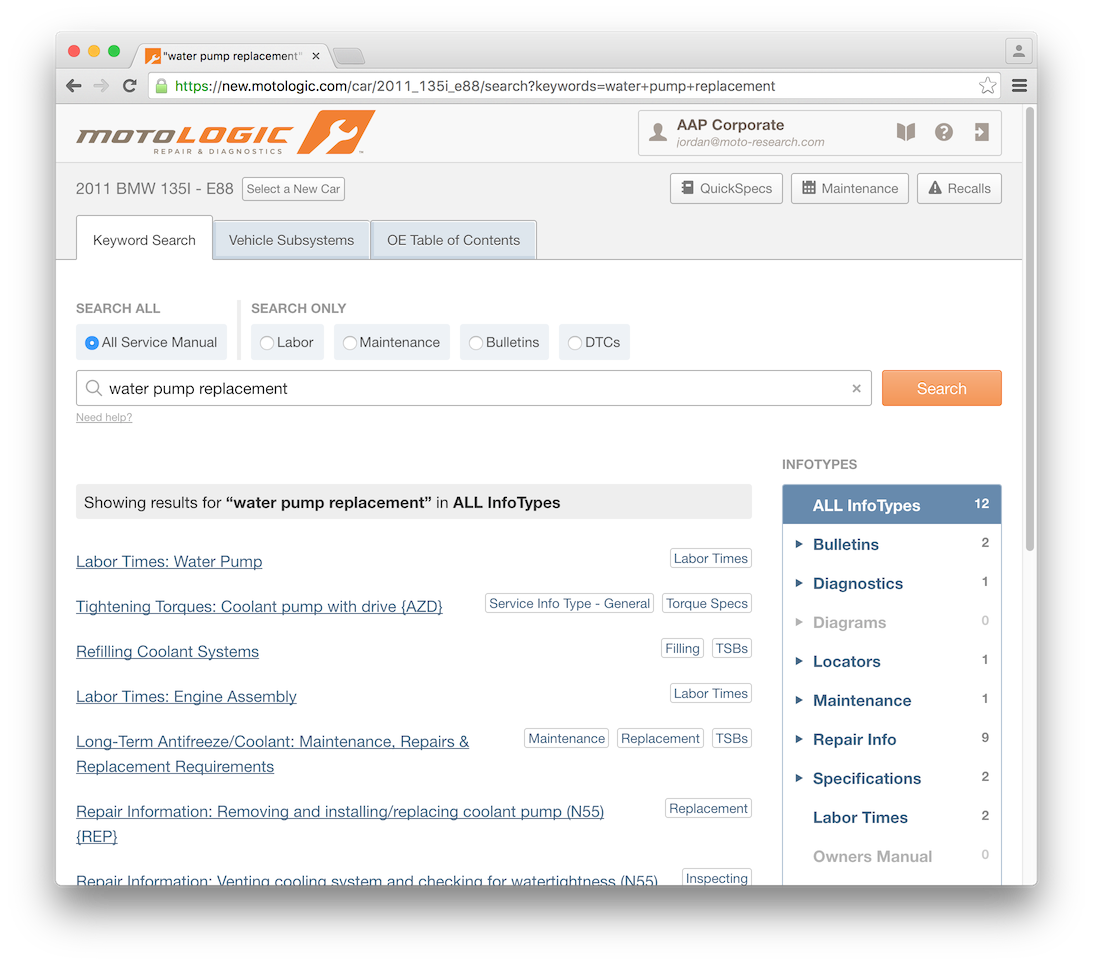 "water pump replacement"
https://new.motologic.com/car/2011_135i_e88/search?keywords=water+pump+replacement
MOTOLOGIC
REPAIR & DIAGNOSTICS
™
AAP Corporate
jordan@moto-research.com
2011 BMW 135I - E88
Select a New Car
QuickSpecs
Maintenance
Recalls
Keyword Search
Vehicle Subsystems
OE Table of Contents
SEARCH ALL
SEARCH ONLY
All Service Manual
Labor
Maintenance
Bulletins
DTCs
water pump replacement
Search
Need help?
Showing results for “water pump replacement” in ALL InfoTypes
Labor Times: Water Pump
Labor Times
Tightening Torques: Coolant pump with drive {AZD}
Service Info Type - General
Torque Specs
Refilling Coolant Systems
Filling
TSBs
Labor Times: Engine Assembly
Labor Times
Long-Term Antifreeze/Coolant: Maintenance, Repairs &
Replacement Requirements
Maintenance
Replacement
TSBs
Repair Information: Removing and installing/replacing coolant pump (N55)
{REP}
Replacement
Repair Information: Venting cooling system and checking for watertightness (N55)
Inspecting
INFOTYPES
ALL InfoTypes 12
Bulletins 2
Diagnostics 1
Diagrams 0
Locators 1
Maintenance 1
Repair Info 9
Specifications 2
Labor Times 2
Owners Manual 0